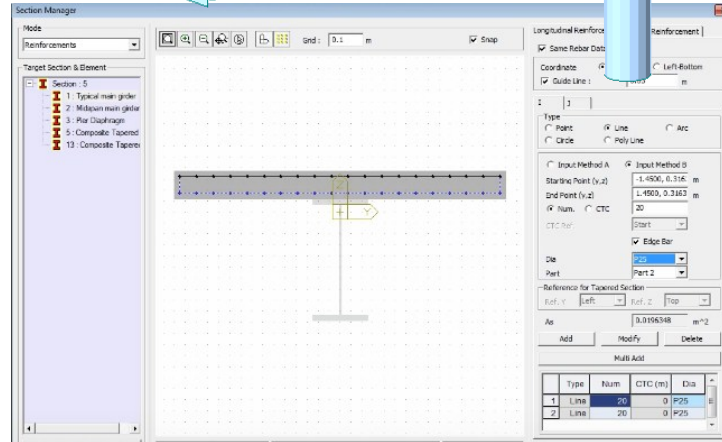 Section Manager
Mode
Reinforcements
Target Section & Element
Section : 5
1 : Typical main girder
2 : Midspan main girder
3 : Pier Diaphragm
5 : Composite Tapered
13 : Composite Tapere
Grid : 0.1 m
Snap
Z
Y
Longitudinal Reinforc Reinforcement
Same Rebar Data
Coordinate Left-Bottom
Guide Line : m
I J
Type
Point Line Arc
Circle Poly Line
Input Method A Input Method B
Starting Point (y,z) -1.4500, 0.316 m
End Point (y,z) 1.4500, 0.3163 m
Num. CTC 20
CTC Ref Start
Edge Bar
Dia P25
Part Part 2
Reference for Tapered Section
Ref. Y Left Ref. Z Top
As 0.0196348 m^2
Add Modify Delete
Multi Add
Type Num CTC (m) Dia
1 Line 20 0 P25
2 Line 20 0 P25